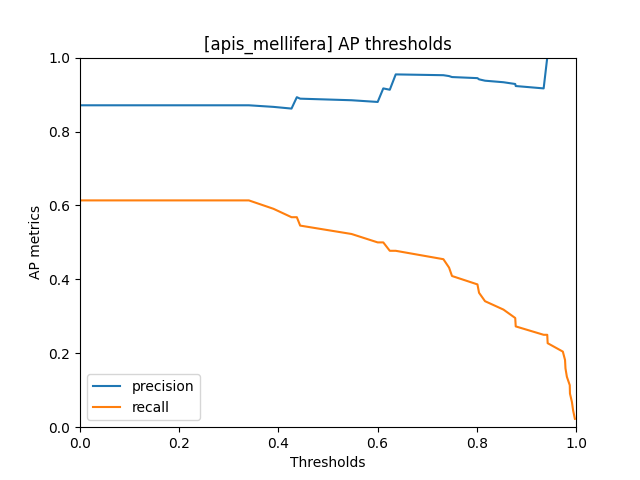 [apis_mellifera] AP thresholds
1.0
0.8
0.6
0.4
0.2
0.0
AP metrics
precision
recall
0.0 0.2 0.4 0.6 0.8 1.0
Thresholds